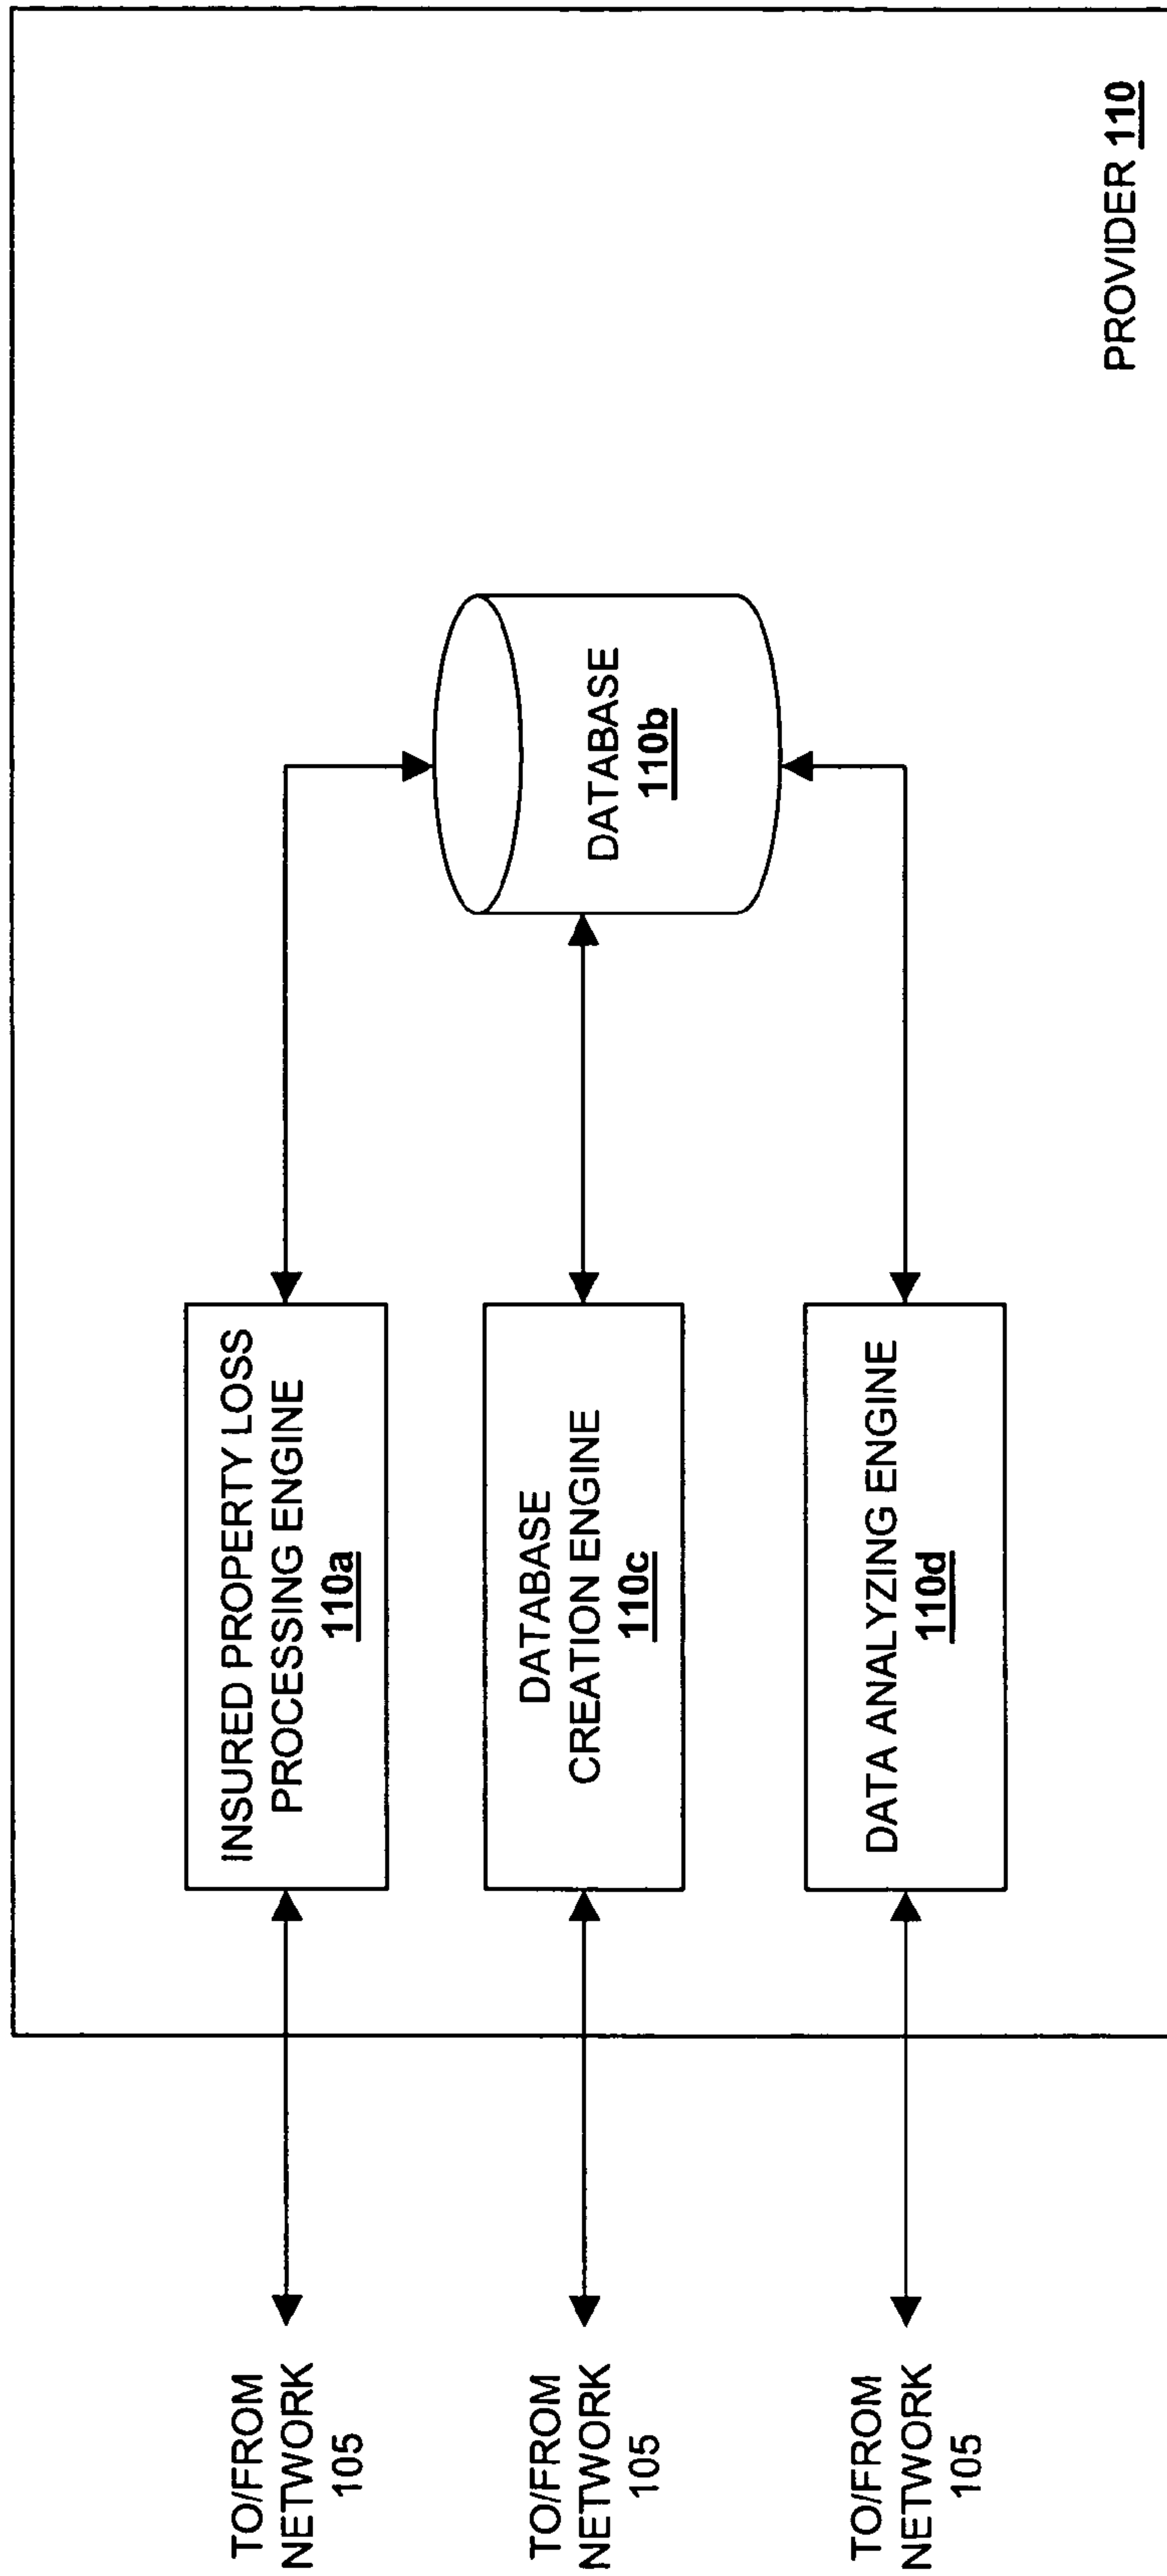 TO/FROM
NETWORK
105
INSURED PROPERTY LOSS
PROCESSING ENGINE
110a
TO/FROM
NETWORK
105
DATABASE
CREATION ENGINE
110c
DATABASE
110b
TO/FROM
NETWORK
105
DATA ANALYZING ENGINE
110d
PROVIDER 110